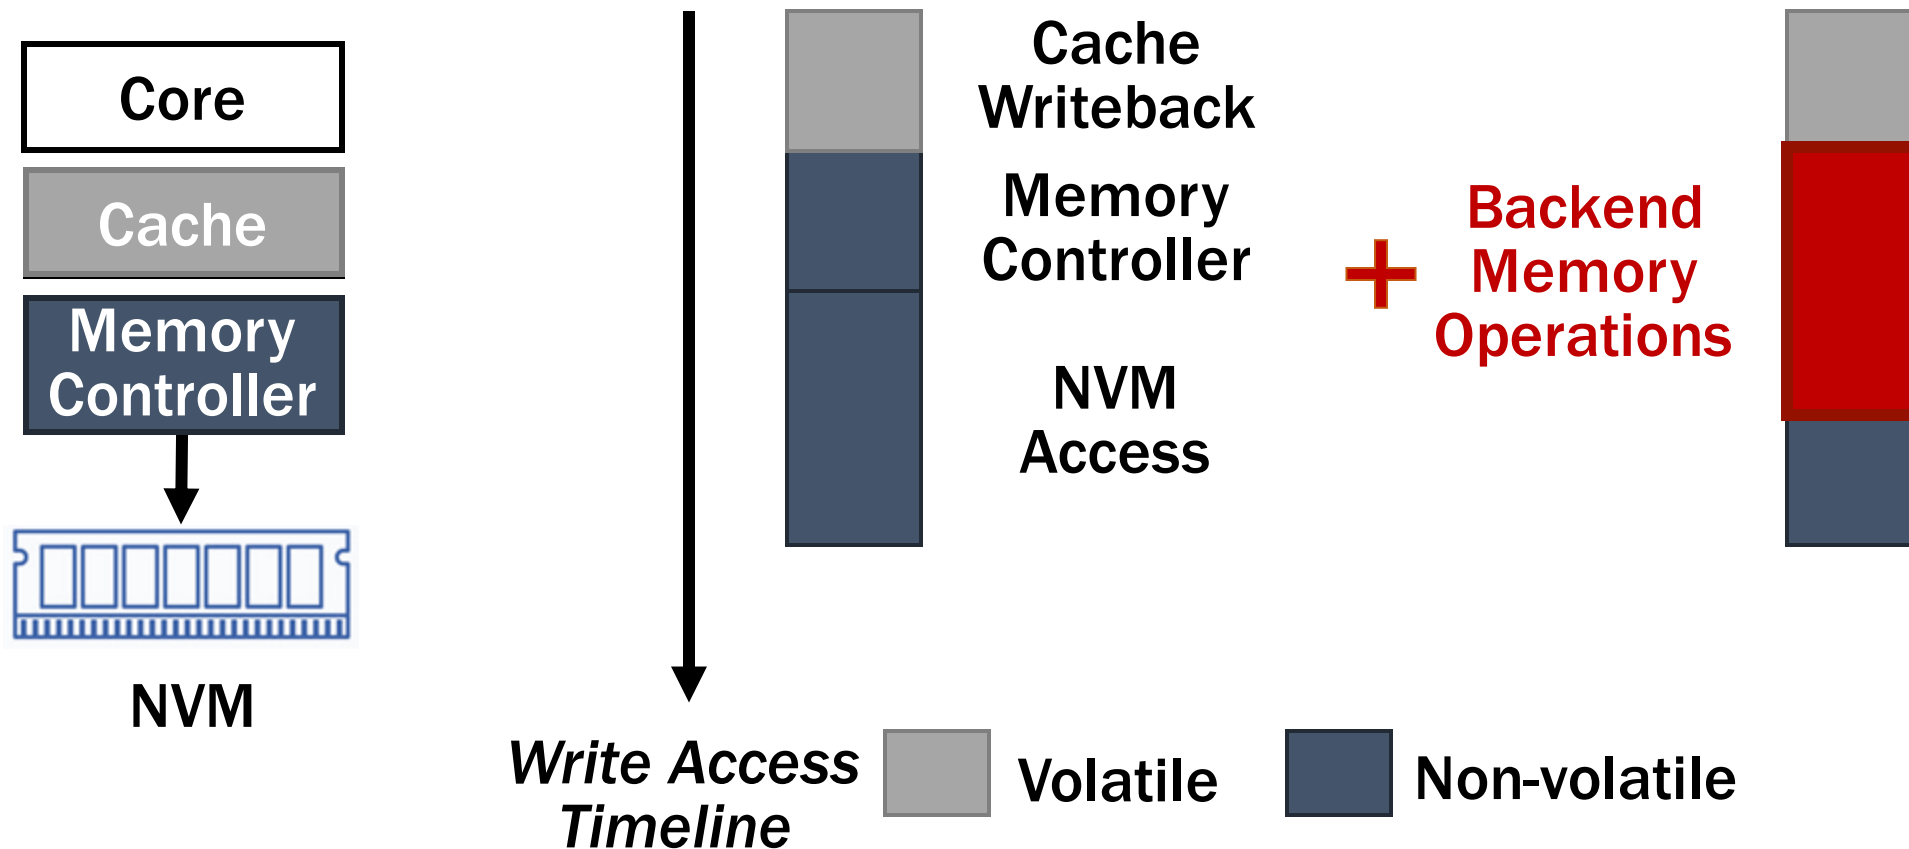 Core
Cache
Memory
Controller
NVM
Write Access
Timeline
Cache
Writeback
Memory
Controller
NVM
Access
+
Backend
Memory
Operations
Volatile
Non-volatile